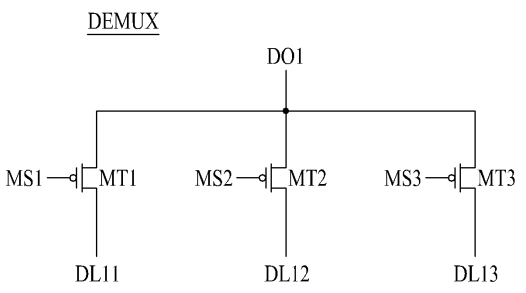 DEMUX
DO1
MS1 MT1 MS2 MT2 MS3 MT3
DL11 DL12 DL13